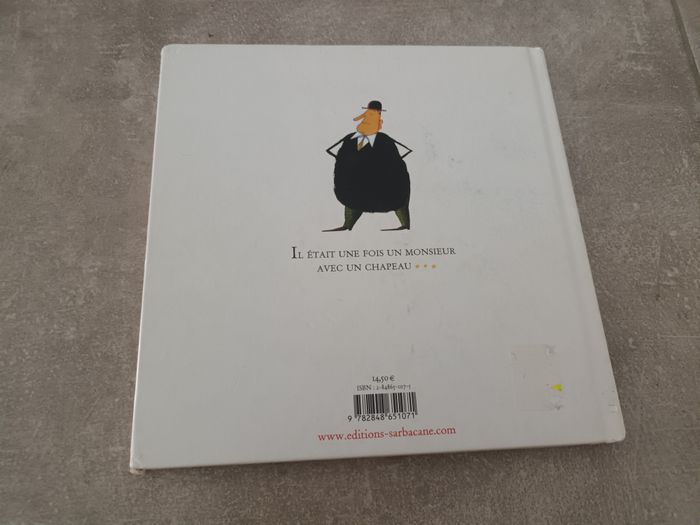 IL ÉTAIT UNE FOIS UN MONSIEUR
AVEC UN CHAPEAU
14,50 €
ISBN : 2-84865-107-1
9 782848 651071
www.editions-sarbacane.com